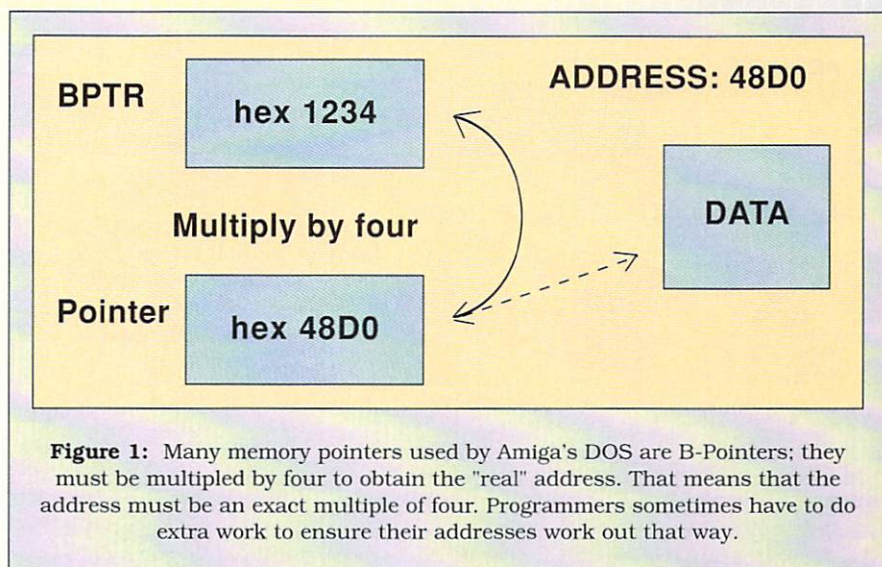 BPTR
hex 1234
ADDRESS: 48D0
Multiply by four
DATA
Pointer
hex 48D0
Figure 1: Many memory pointers used by Amiga's DOS are B-Pointers; they
must be multipled by four to obtain the "real" address. That means that the
address must be an exact multiple of four. Programmers sometimes have to do
extra work to ensure their addresses work out that way.